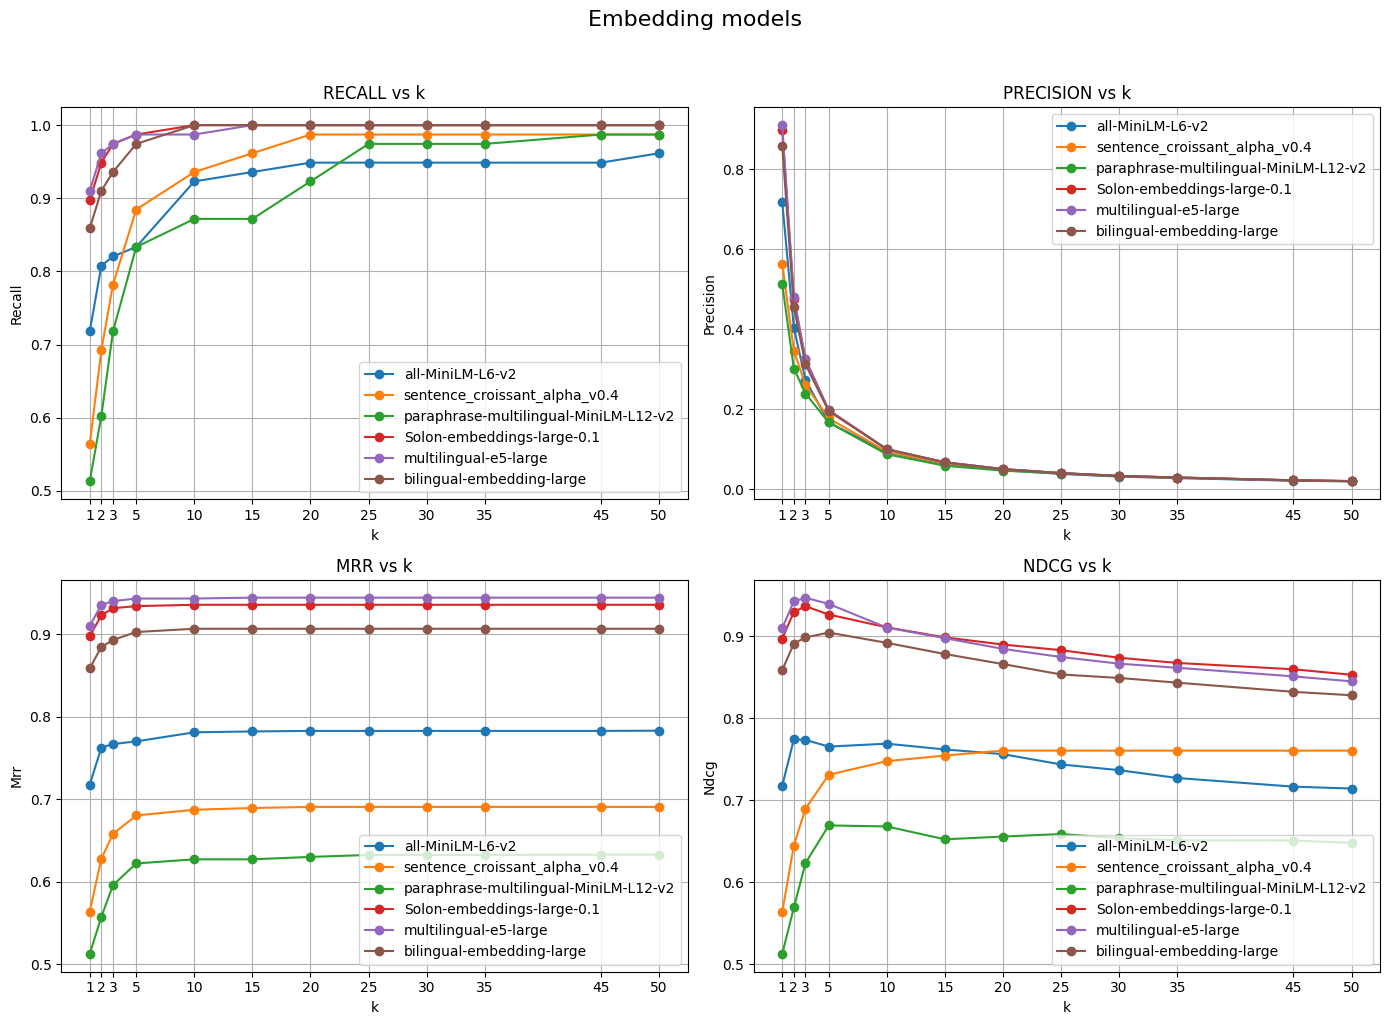 Embedding models
RECALL vs k
1.0
0.9
0.8
0.7
0.6
0.5
Recall
all-MiniLM-L6-v2
sentence_croissant_alpha_v0.4
paraphrase-multilingual-MiniLM-L12-v2
Solon-embeddings-large-0.1
multilingual-e5-large
bilingual-embedding-large
1 2 3 5 10 15 20 25 30 35 45 50
k
PRECISION vs k
0.8
0.6
0.4
0.2
0.0
Precision
all-MiniLM-L6-v2
sentence_croissant_alpha_v0.4
paraphrase-multilingual-MiniLM-L12-v2
Solon-embeddings-large-0.1
multilingual-e5-large
bilingual-embedding-large
1 2 3 5 10 15 20 25 30 35 45 50
k
MRR vs k
0.9
0.8
0.7
0.6
0.5
Mrr
all-MiniLM-L6-v2
sentence_croissant_alpha_v0.4
paraphrase-multilingual-MiniLM-L12-v2
Solon-embeddings-large-0.1
multilingual-e5-large
bilingual-embedding-large
1 2 3 5 10 15 20 25 30 35 45 50
k
NDCG vs k
0.9
0.8
0.7
0.6
0.5
Ndcg
all-MiniLM-L6-v2
sentence_croissant_alpha_v0.4
paraphrase-multilingual-MiniLM-L12-v2
Solon-embeddings-large-0.1
multilingual-e5-large
bilingual-embedding-large
1 2 3 5 10 15 20 25 30 35 45 50
k